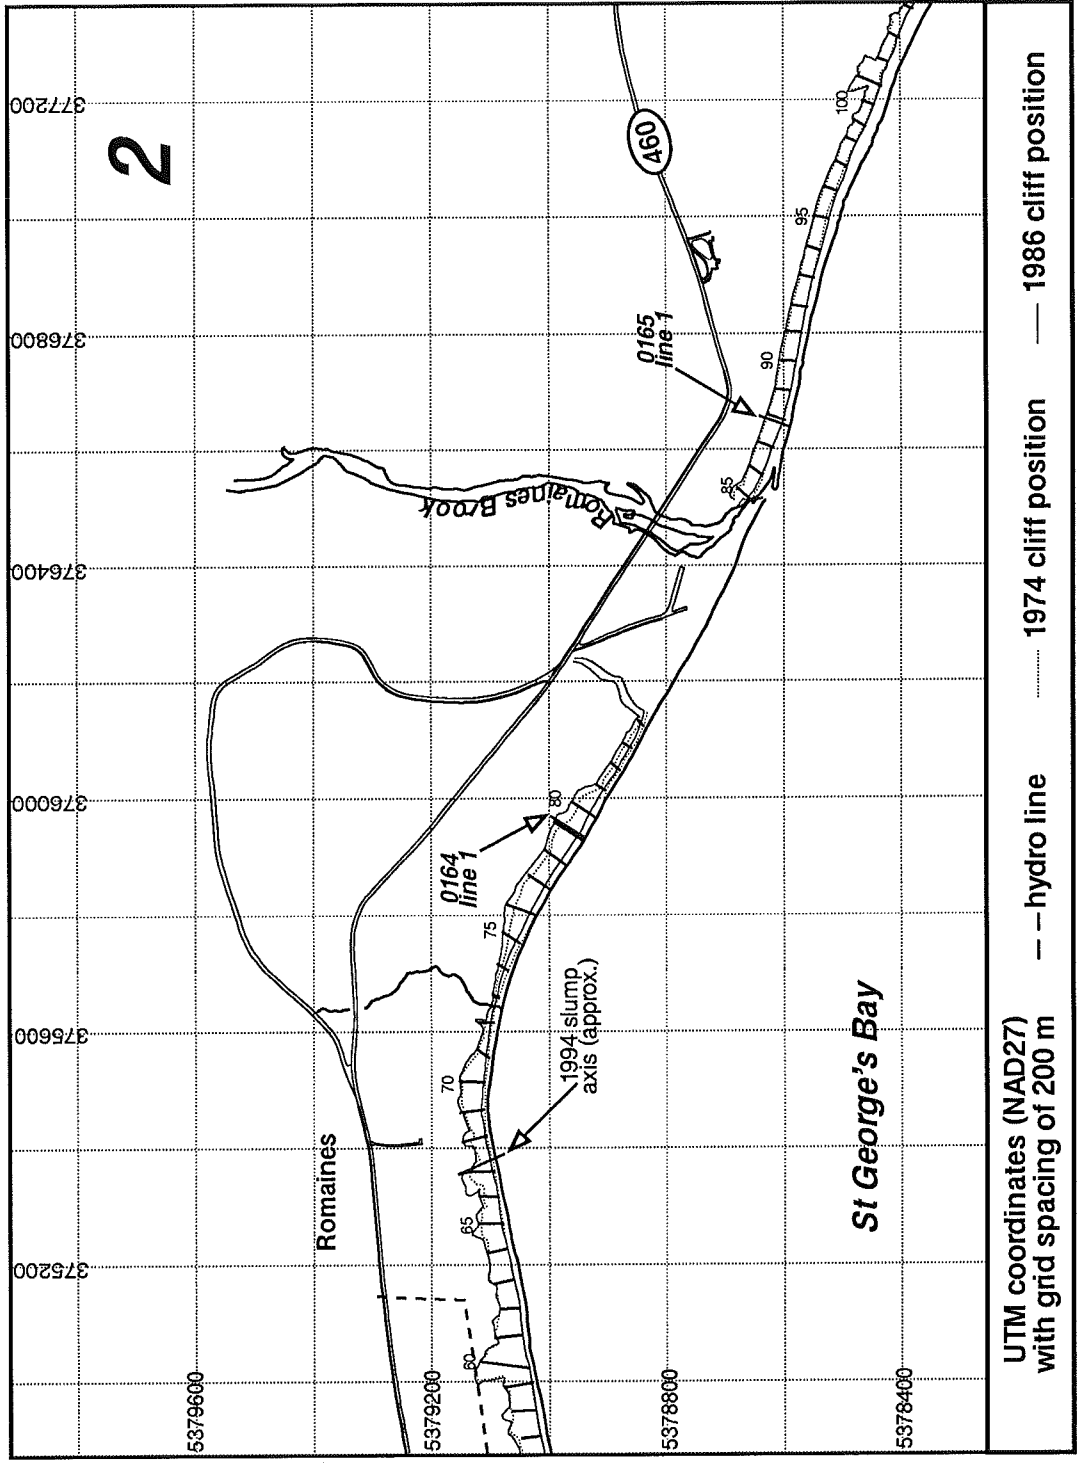 2
377200
376800
376400
376000
375600
375200
5379600
5379200
5378800
5378400
460
100
95
90
85
80
75
70
65
60
0165
line 1
Romaines Brook
0164
line 1
1994 slump
axis (approx.)
Romaines
St George's Bay
UTM coordinates (NAD27)
with grid spacing of 200 m
hydro line
1974 cliff position
1986 cliff position